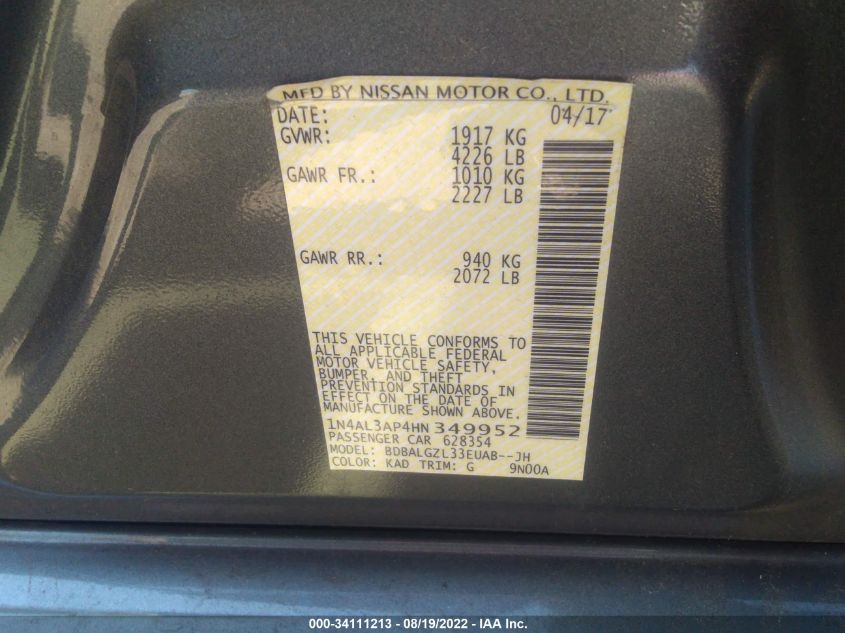 MFD BY NISSAN MOTOR CO., LTD.
DATE: 04/17
GVWR: 1917 KG
4226 LB
GAWR FR.: 1010 KG
2227 LB
GAWR RR.: 940 KG
2072 LB
THIS VEHICLE CONFORMS TO
ALL APPLICABLE FEDERAL
MOTOR VEHICLE SAFETY,
BUMPER, AND THEFT
PREVENTION STANDARDS IN
EFFECT ON THE DATE OF
MANUFACTURE SHOWN ABOVE.
1N4AL3AP4HN349952
PASSENGER CAR 628354
MODEL: BDBALGZL33EUAB--JH
COLOR: KAD TRIM: G 9N00A
000-34111213 - 08/19/2022 - IAA Inc.